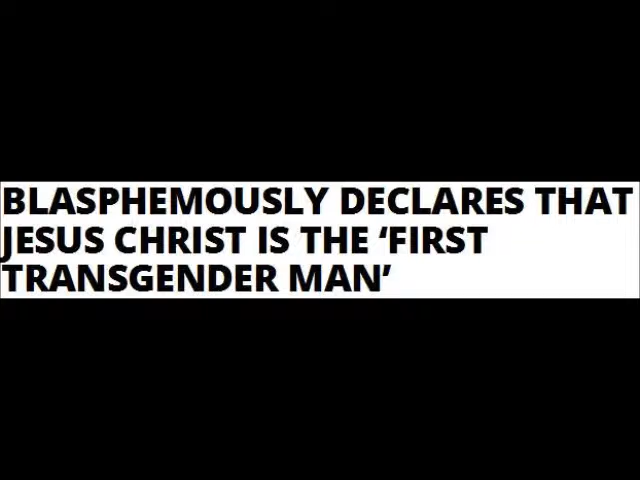 BLASPHEMOUSLY DECLARES THAT
JESUS CHRIST IS THE ‘FIRST
TRANSGENDER MAN’